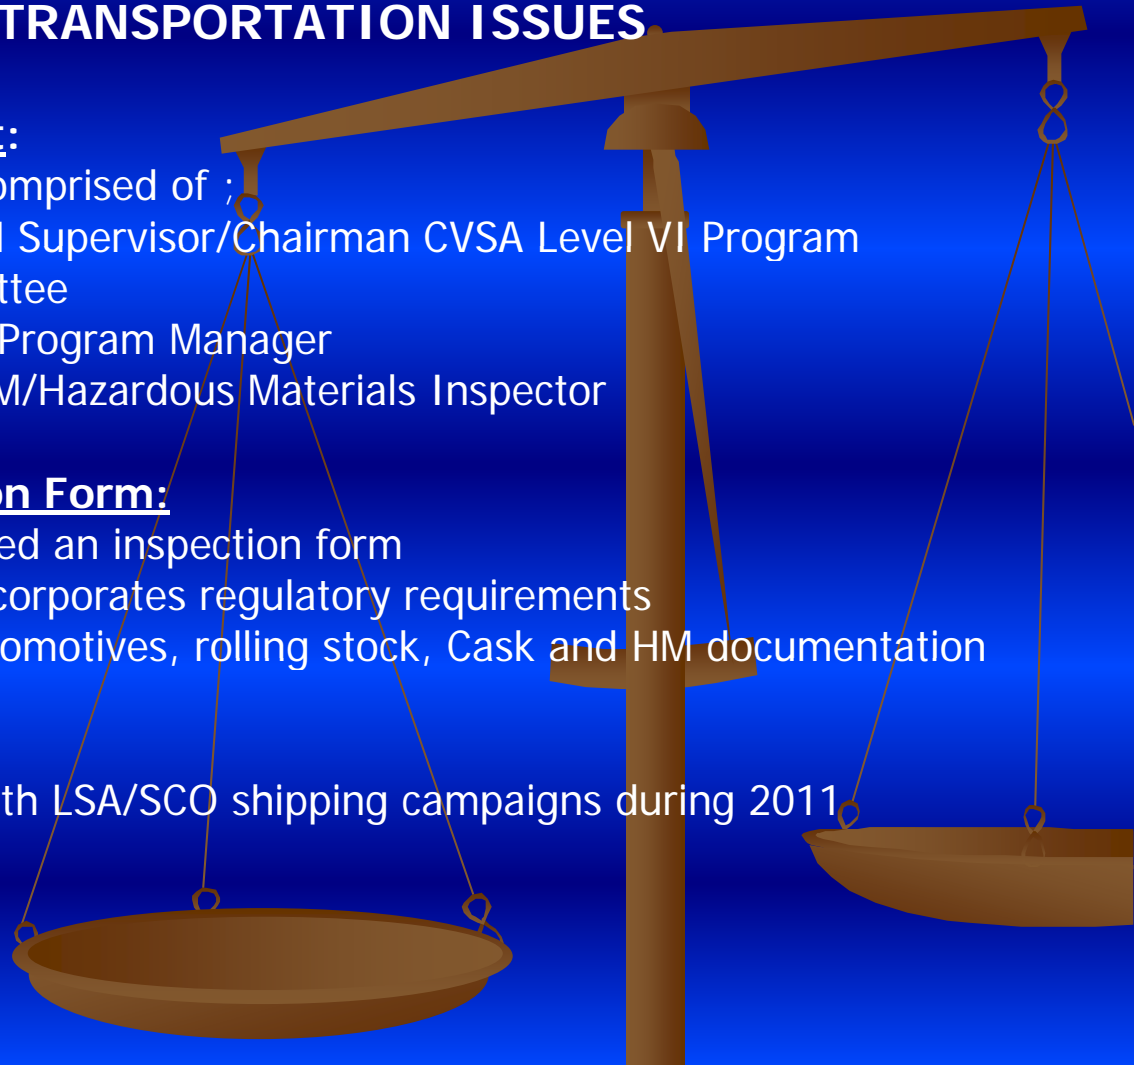 TRANSPORTATION ISSUES
:
omprised of ;
Supervisor/Chairman CVSA Level VI Program
ttee
Program Manager
M/Hazardous Materials Inspector
on Form:
ed an inspection form
corporates regulatory requirements
omotives, rolling stock, Cask and HM documentation
th LSA/SCO shipping campaigns during 2011